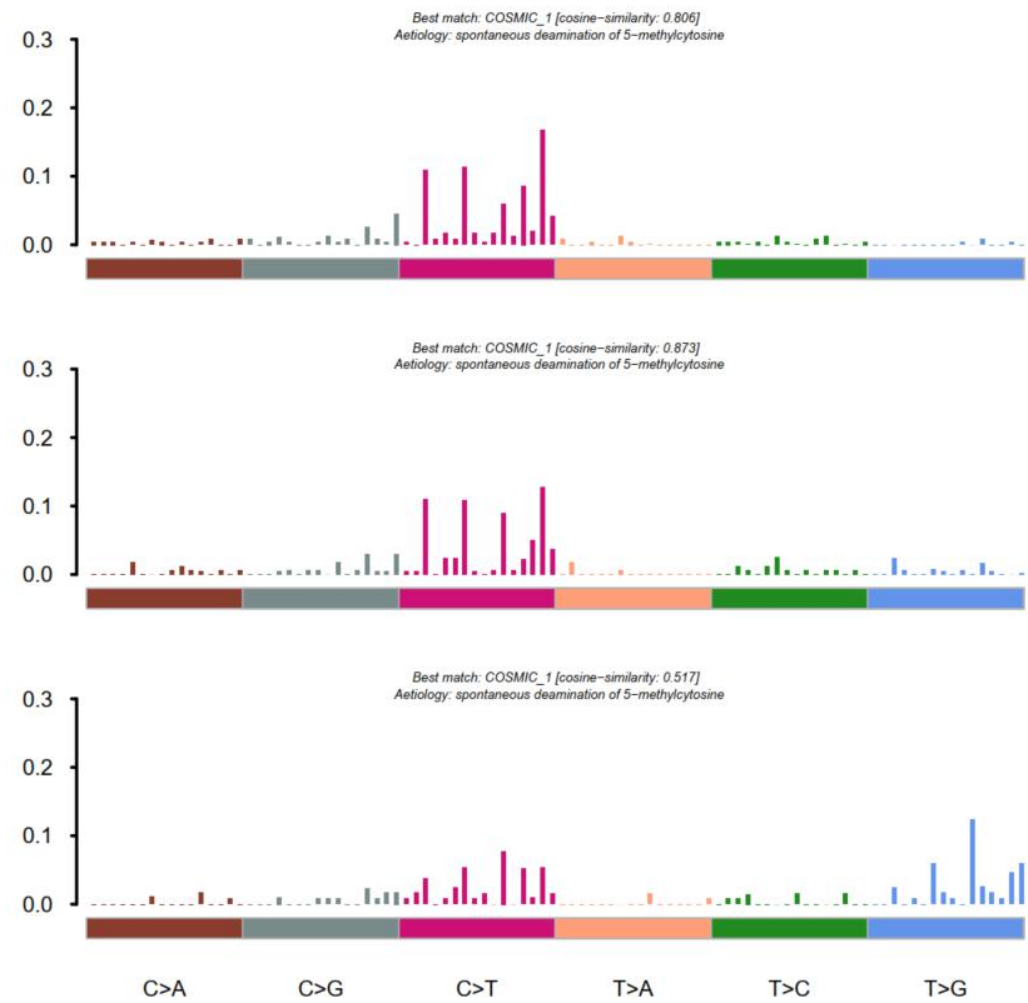 Best match: COSMIC_1 [cosine−similarity: 0.806]
Aetiology: spontaneous deamination of 5−methylcytosine
0.3
0.2
0.1
0.0
Best match: COSMIC_1 [cosine−similarity: 0.873]
Aetiology: spontaneous deamination of 5−methylcytosine
0.3
0.2
0.1
0.0
Best match: COSMIC_1 [cosine−similarity: 0.517]
Aetiology: spontaneous deamination of 5−methylcytosine
0.3
0.2
0.1
0.0
C>A C>G C>T T>A T>C T>G